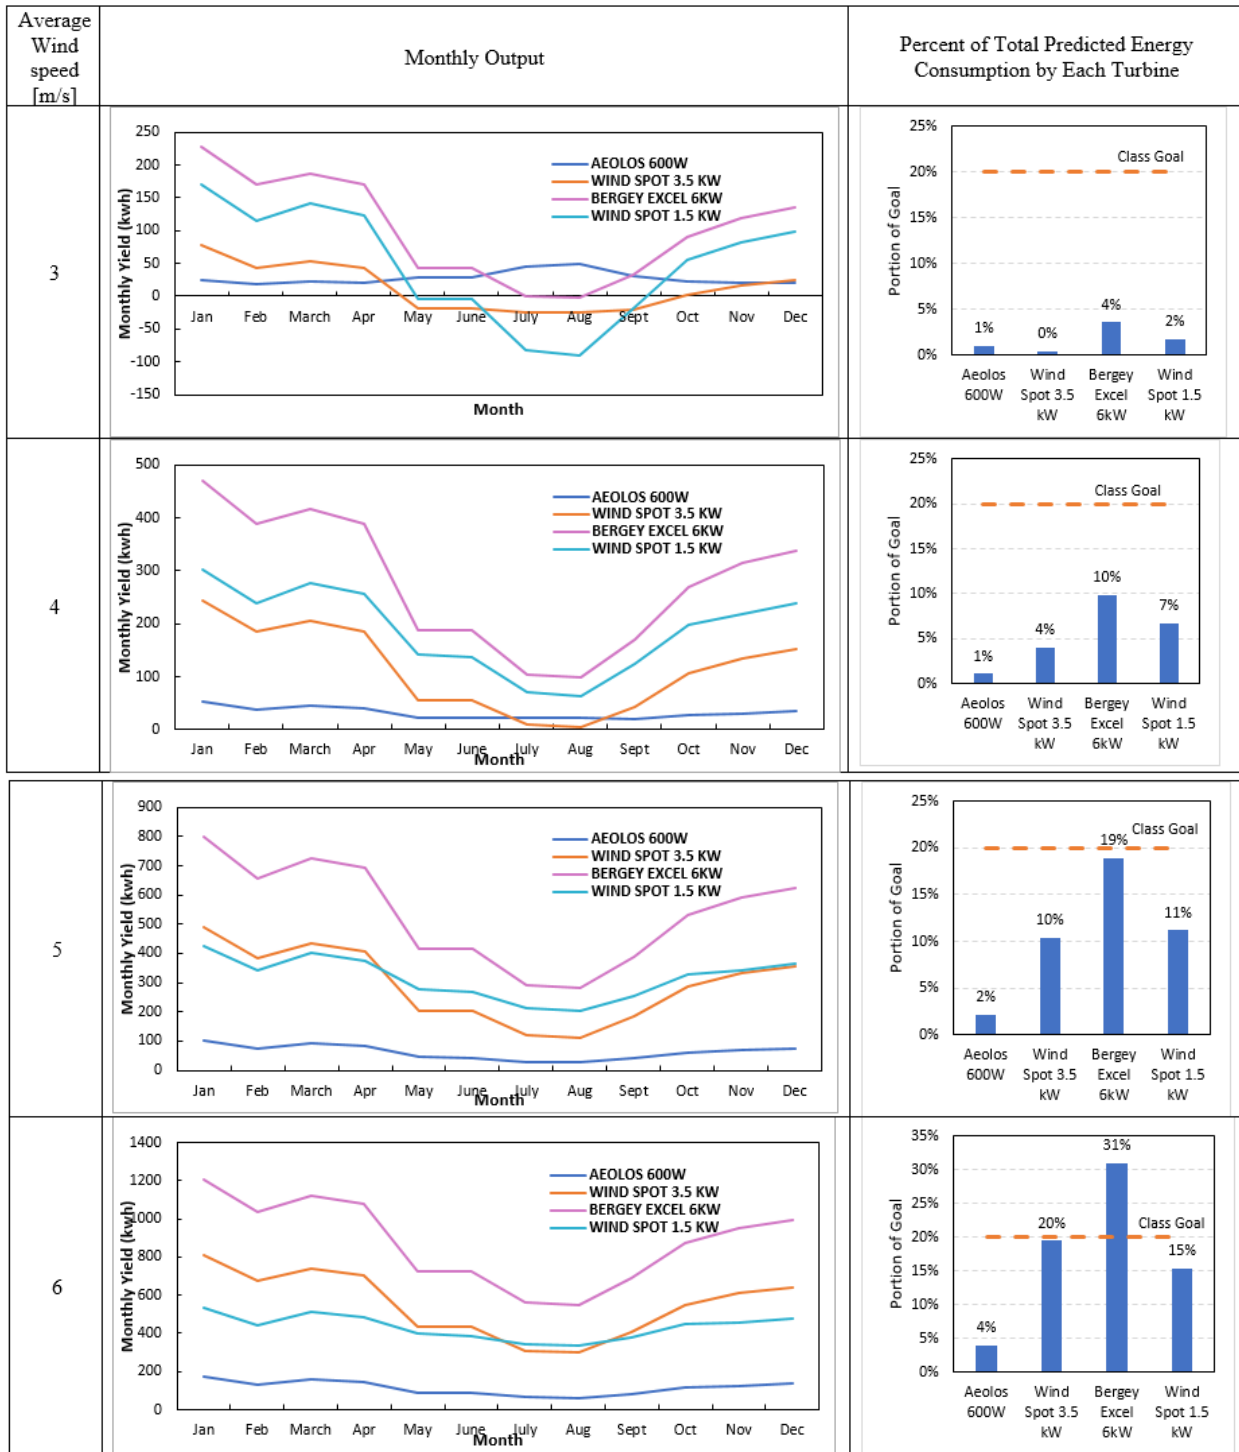 Average
Wind
speed
[m/s]
Monthly Output
Percent of Total Predicted Energy
Consumption by Each Turbine
3
Monthly Yield (kwh)
250
200
150
100
50
0
-50
-100
-150
AEOLOS 600W
WIND SPOT 3.5 KW
BERGEY EXCEL 6KW
WIND SPOT 1.5 KW
Jan Feb March Apr May June July Aug Sept Oct Nov Dec
Month
Portion of Goal
25%
20%
15%
10%
5%
0%
Class Goal
1% 0% 4% 2%
Aeolos
600W
Wind
Spot 3.5
kW
Bergey
Excel
6kW
Wind
Spot 1.5
kW
4
Monthly Yield (kwh)
500
400
300
200
100
0
AEOLOS 600W
WIND SPOT 3.5 KW
BERGEY EXCEL 6KW
WIND SPOT 1.5 KW
Jan Feb March Apr May June July Aug Sept Oct Nov Dec
Month
Portion of Goal
25%
20%
15%
10%
5%
0%
Class Goal
1% 4% 10% 7%
Aeolos
600W
Wind
Spot 3.5
kW
Bergey
Excel
6kW
Wind
Spot 1.5
kW
5
Monthly Yield (kwh)
900
800
700
600
500
400
300
200
100
0
AEOLOS 600W
WIND SPOT 3.5 KW
BERGEY EXCEL 6KW
WIND SPOT 1.5 KW
Jan Feb March Apr May June July Aug Sept Oct Nov Dec
Month
Portion of Goal
25%
20%
15%
10%
5%
0%
Class Goal
2% 10% 19% 11%
Aeolos
600W
Wind
Spot 3.5
kW
Bergey
Excel
6kW
Wind
Spot 1.5
kW
6
Monthly Yield (kwh)
1400
1200
1000
800
600
400
200
0
AEOLOS 600W
WIND SPOT 3.5 KW
BERGEY EXCEL 6KW
WIND SPOT 1.5 KW
Jan Feb March Apr May June July Aug Sept Oct Nov Dec
Month
Portion of Goal
35%
30%
25%
20%
15%
10%
5%
0%
Class Goal
4% 20% 31% 15%
Aeolos
600W
Wind
Spot 3.5
kW
Bergey
Excel
6kW
Wind
Spot 1.5
kW